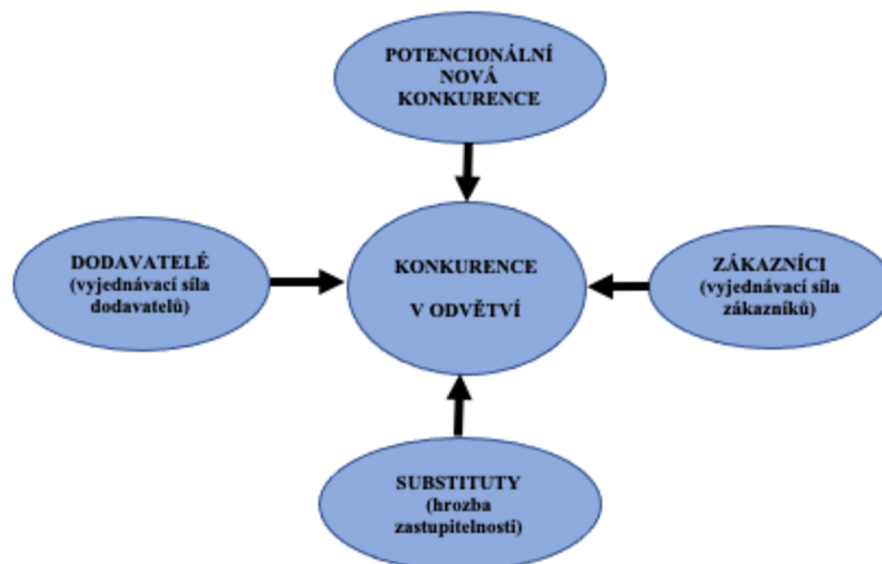 POTENCIONÁLNÍ
NOVÁ
KONKURENCE
DODAVATELÉ
(vyjednávací síla
dodavatelů)
KONKURENCE
V ODVĚTVÍ
ZÁKAZNÍCI
(vyjednávací síla
zákazníků)
SUBSTITUTY
(hrozba
zastupitelnosti)